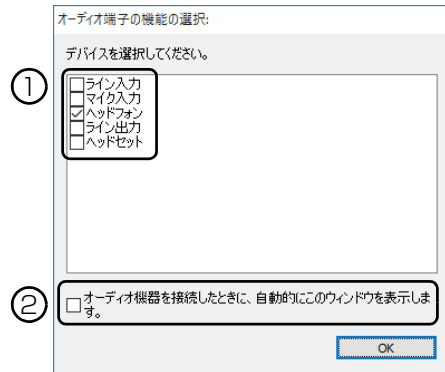 オーディオ端子の機能の選択:
デバイスを選択してください。
①
ライン入力
マイク入力
ヘッドフォン
ライン出力
ヘッドセット
②
オーディオ機器を接続したときに、自動的にこのウィンドウを表示しま
す。
OK